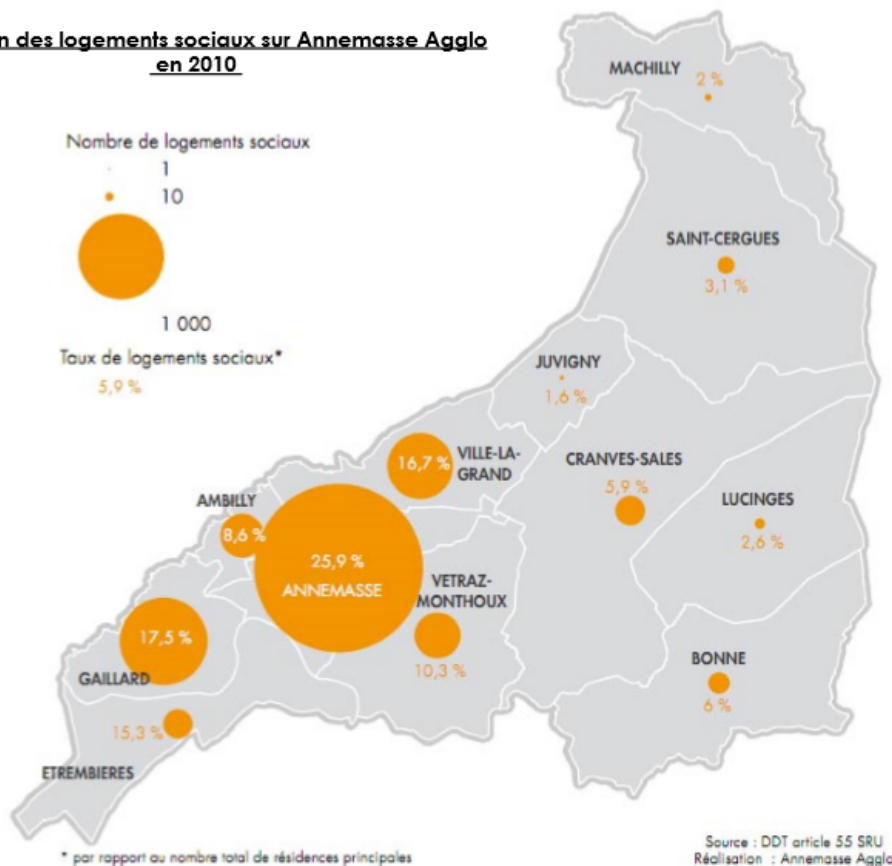 n des logements sociaux sur Annemasse Agglo
en 2010
Nombre de logements sociaux
1
10
1 000
Taux de logements sociaux*
5,9 %
MACHILLY
2 %
SAINT-CERGUES
3,1 %
JUVIGNY
1,6 %
VILLE-LA-
GRAND
16,7 %
CRANVES-SALES
5,9 %
LUCINGES
2,6 %
AMBILLY
8,6 %
25,9 %
ANNEMASSE
VETRAZ-
MONTHOUX
10,3 %
17,5 %
GAILLARD
BONNE
6 %
15,3 %
ETREMBIERES
* par rapport au nombre total de résidences principales
Source : DDT article 55 SRU
Réalisation : Annemasse Agglo